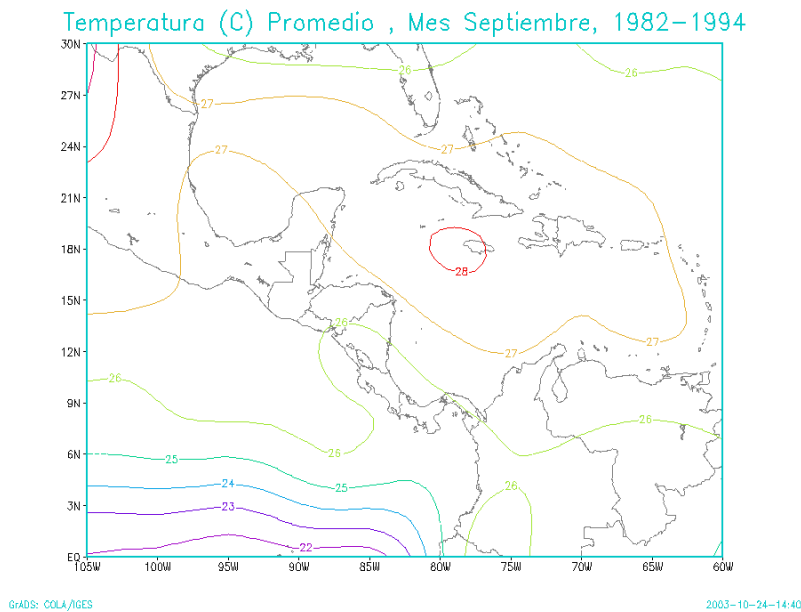 Temperatura (C) Promedio , Mes Septiembre, 1982-1994
30N
27N
24N
21N
18N
15N
12N
9N
6N
3N
EQ
26
26
27
27
27
28
26
27
27
26
26
26
25
25
26
24
23
22
105W 100W 95W 90W 85W 80W 75W 70W 65W 60W
GrADS: COLA/IGES 2003-10-24-14:40